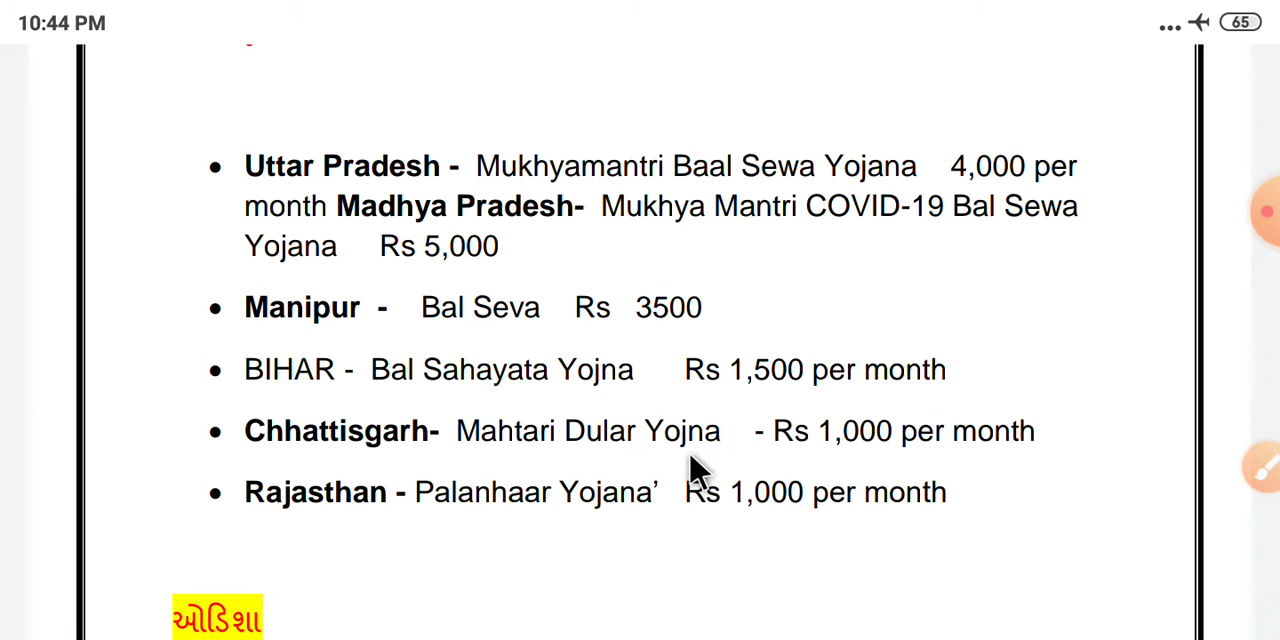 10:44 PM
65
• Uttar Pradesh - Mukhyamantri Baal Sewa Yojana 4,000 per
month Madhya Pradesh- Mukhya Mantri COVID-19 Bal Sewa
Yojana Rs 5,000
• Manipur - Bal Seva Rs 3500
• BIHAR - Bal Sahayata Yojna Rs 1,500 per month
• Chhattisgarh- Mahtari Dular Yojna - Rs 1,000 per month
• Rajasthan - Palanhaar Yojana’ Rs 1,000 per month
ઓડિશા